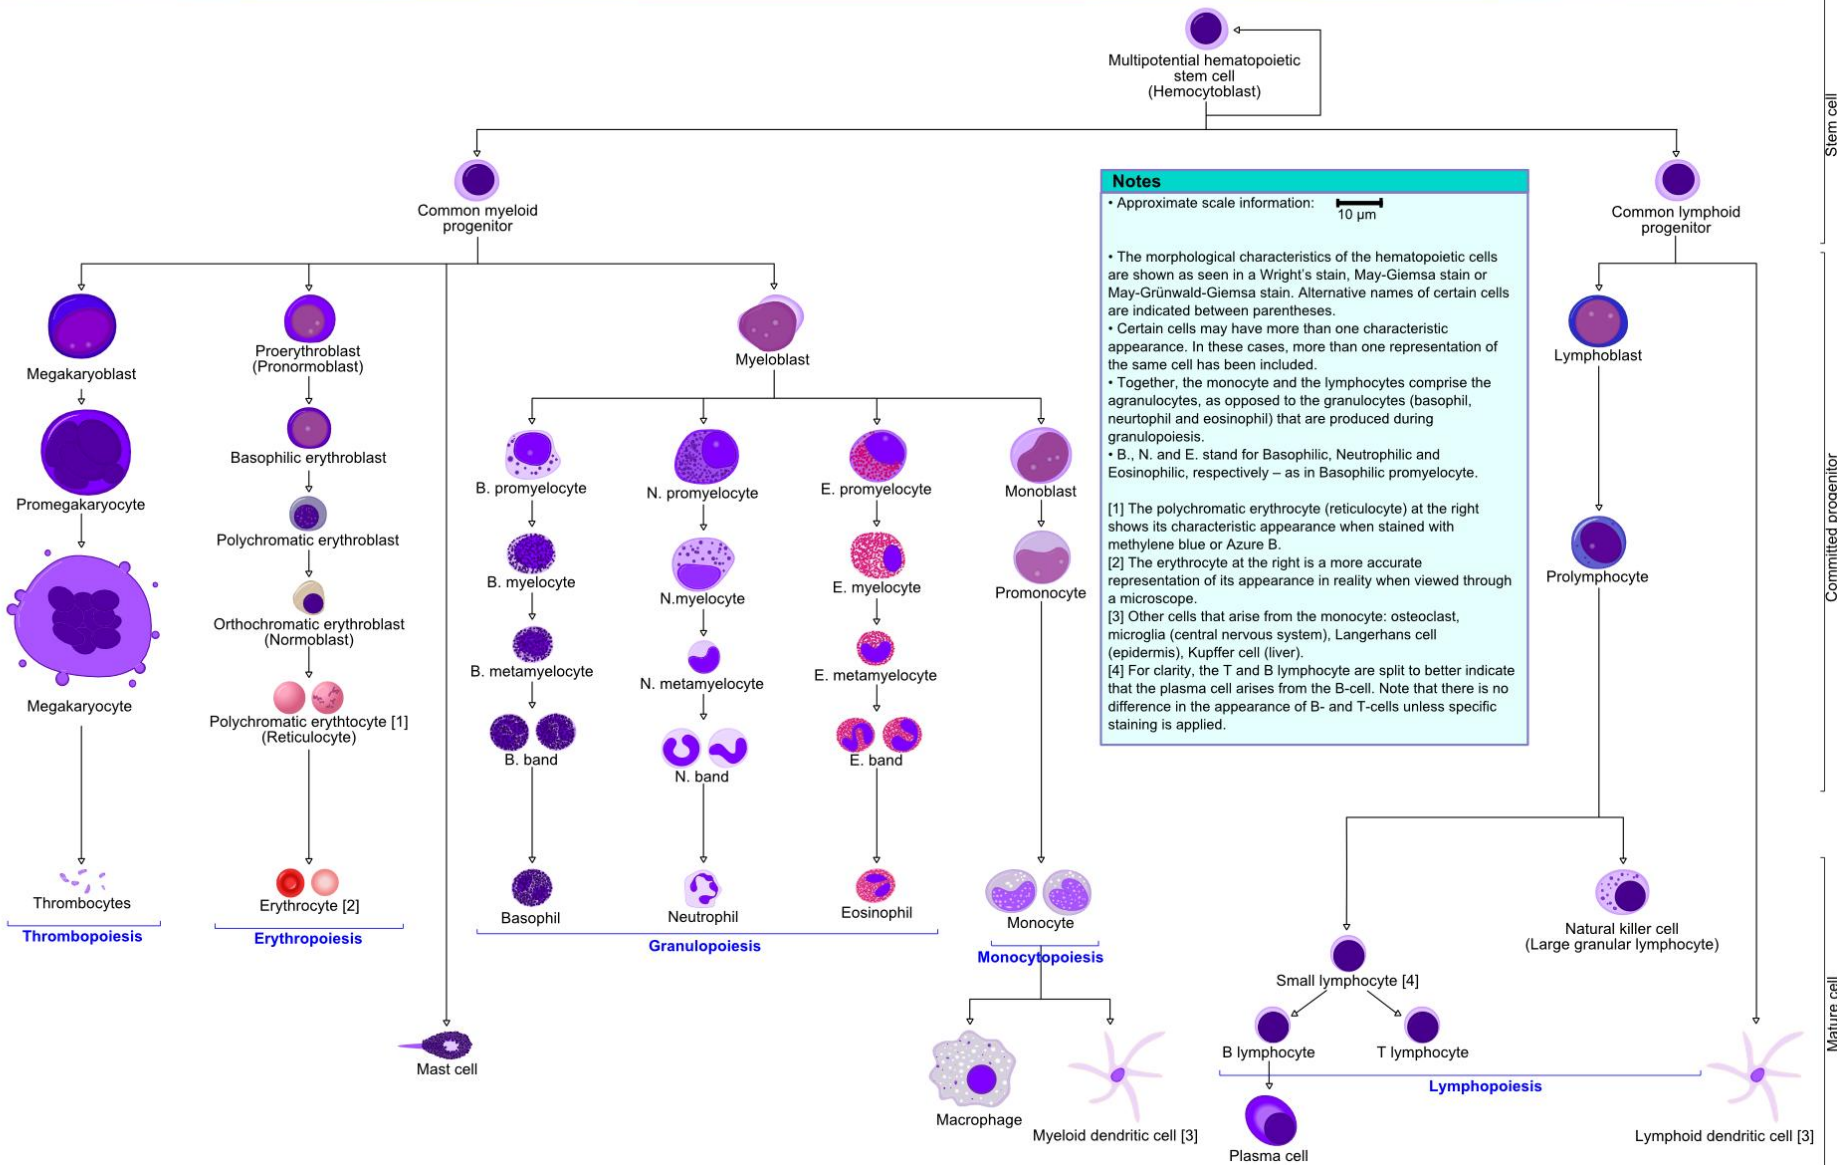 Multipotential hematopoietic
stem cell
(Hemocytoblast)
Stem cell
Common myeloid
progenitor
Common lymphoid
progenitor
Notes
• Approximate scale information:
10 µm
• The morphological characteristics of the hematopoietic cells
are shown as seen in a Wright's stain, May-Giemsa stain or
May-Grünwald-Giemsa stain. Alternative names of certain cells
are indicated between parentheses.
• Certain cells may have more than one characteristic
appearance. In these cases, more than one representation of
the same cell has been included.
• Together, the monocyte and the lymphocytes comprise the
agranulocytes, as opposed to the granulocytes (basophil,
neurtophil and eosinophil) that are produced during
granulopoiesis.
• B., N. and E. stand for Basophilic, Neutrophilic and
Eosinophilic, respectively – as in Basophilic promyelocyte.
[1] The polychromatic erythrocyte (reticulocyte) at the right
shows its characteristic appearance when stained with
methylene blue or Azure B.
[2] The erythrocyte at the right is a more accurate
representation of its appearance in reality when viewed through
a microscope.
[3] Other cells that arise from the monocyte: osteoclast,
microglia (central nervous system), Langerhans cell
(epidermis), Kupffer cell (liver).
[4] For clarity, the T and B lymphocyte are split to better indicate
that the plasma cell arises from the B-cell. Note that there is no
difference in the appearance of B- and T-cells unless specific
staining is applied.
Megakaryoblast
Proerythroblast
(Pronormoblast)
Myeloblast
Lymphoblast
Committed progenitor
Promegakaryocyte
Basophilic erythroblast
B. promyelocyte
N. promyelocyte
E. promyelocyte
Monoblast
Polychromatic erythroblast
B. myelocyte
N.myelocyte
E. myelocyte
Promonocyte
Prolymphocyte
Orthochromatic erythroblast
(Normoblast)
B. metamyelocyte
N. metamyelocyte
E. metamyelocyte
Megakaryocyte
Polychromatic erythtocyte [1]
(Reticulocyte)
B. band
N. band
E. band
Thrombocytes
Erythrocyte [2]
Basophil
Neutrophil
Eosinophil
Monocyte
Natural killer cell
(Large granular lymphocyte)
Thrombopoiesis
Erythropoiesis
Granulopoiesis
Monocytopoiesis
Small lymphocyte [4]
Mature cell
Mast cell
B lymphocyte
T lymphocyte
Lymphopoiesis
Macrophage
Myeloid dendritic cell [3]
Plasma cell
Lymphoid dendritic cell [3]